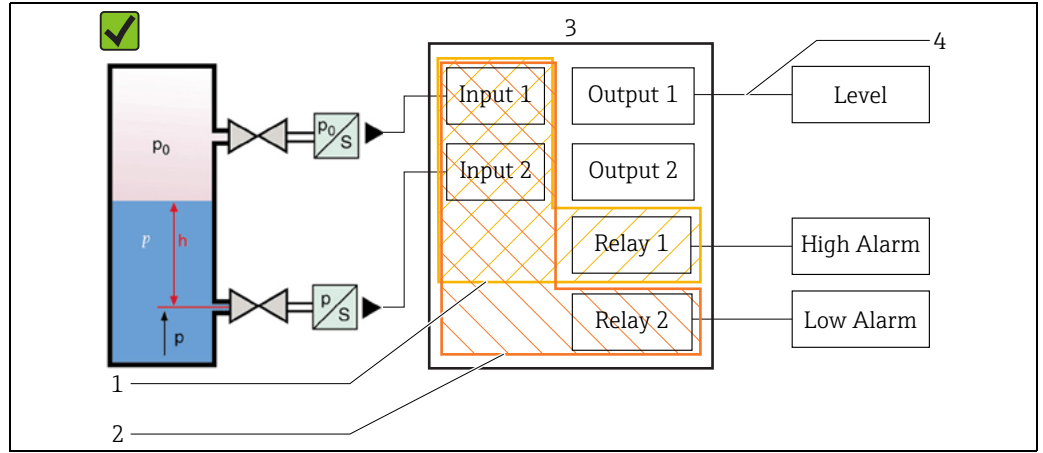 3
4
Input 1
Output 1
Level
p0
S
p0
Input 2
Output 2
p
h
Relay 1
High Alarm
p
S
Relay 2
Low Alarm
p
1
2